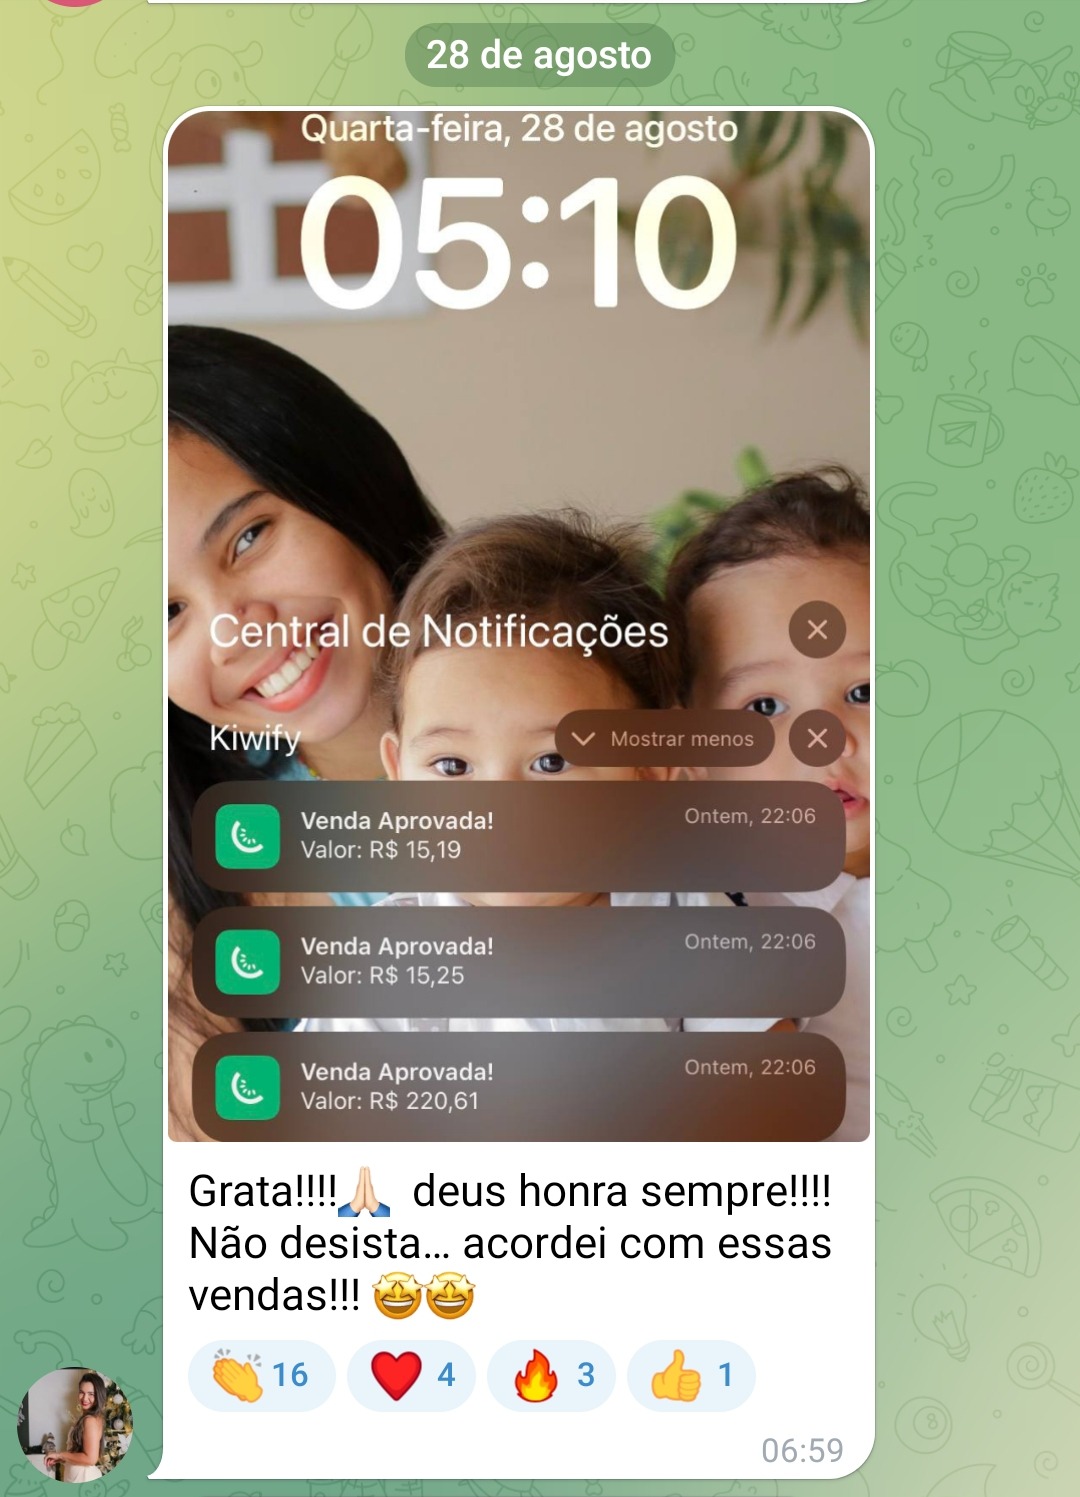 28 de agosto
Quarta-feira, 28 de agosto
05:10
Central de Notificações
Kiwify
Mostrar menos
Venda Aprovada!
Ontem, 22:06
Valor: R$ 15,19
Venda Aprovada!
Ontem, 22:06
Valor: R$ 15,25
Venda Aprovada!
Ontem, 22:06
Valor: R$ 220,61
Grata!!!!🙏🏻 deus honra sempre!!!!
Não desista... acordei com essas
vendas!!! 🤩🤩
👏 16 ❤️ 4 🔥 3 👍 1
06:59